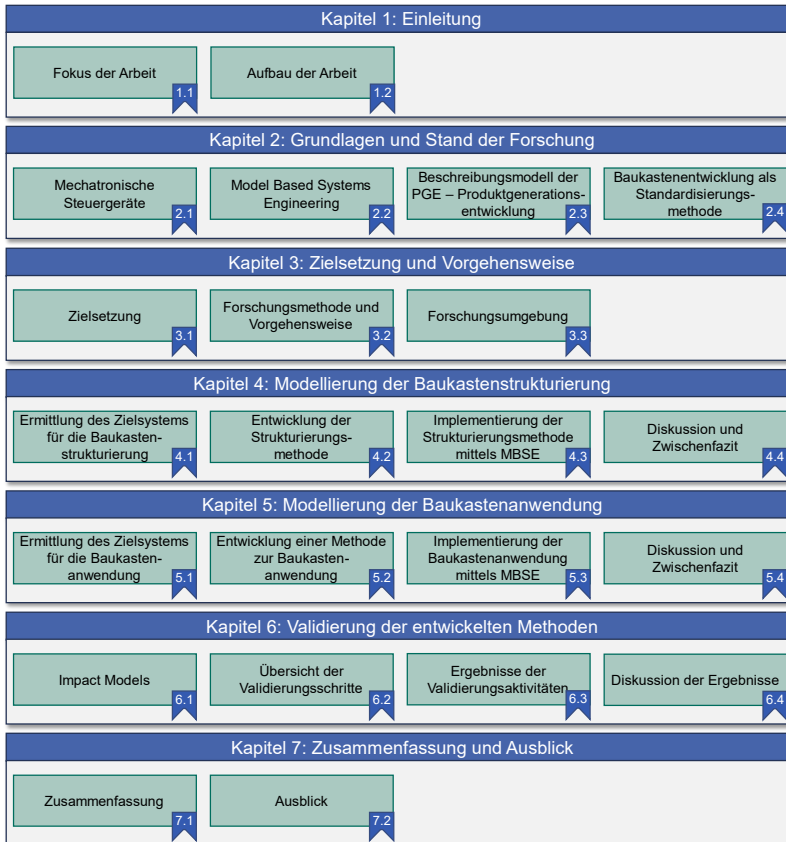 Kapitel 1: Einleitung
Fokus der Arbeit
1.1
Aufbau der Arbeit
1.2
Kapitel 2: Grundlagen und Stand der Forschung
Mechatronische
Steuergeräte
2.1
Model Based Systems
Engineering
2.2
Beschreibungsmodell der
PGE – Produktgenerations-
entwicklung
2.3
Baukastenentwicklung als
Standardisierungs-
methode
2.4
Kapitel 3: Zielsetzung und Vorgehensweise
Zielsetzung
3.1
Forschungsmethode und
Vorgehensweise
3.2
Forschungsumgebung
3.3
Kapitel 4: Modellierung der Baukastenstrukturierung
Ermittlung des Zielsystems
für die Baukasten-
strukturierung
4.1
Entwicklung der
Strukturierungs-
methode
4.2
Implementierung der
Strukturierungsmethode
mittels MBSE
4.3
Diskussion und
Zwischenfazit
4.4
Kapitel 5: Modellierung der Baukastenanwendung
Ermittlung des Zielsystems
für die Baukasten-
anwendung
5.1
Entwicklung einer Methode
zur Baukasten-
anwendung
5.2
Implementierung der
Baukastenanwendung
mittels MBSE
5.3
Diskussion und
Zwischenfazit
5.4
Kapitel 6: Validierung der entwickelten Methoden
Impact Models
6.1
Übersicht der
Validierungsschritte
6.2
Ergebnisse der
Validierungsaktivitäten
6.3
Diskussion der Ergebnisse
6.4
Kapitel 7: Zusammenfassung und Ausblick
Zusammenfassung
7.1
Ausblick
7.2